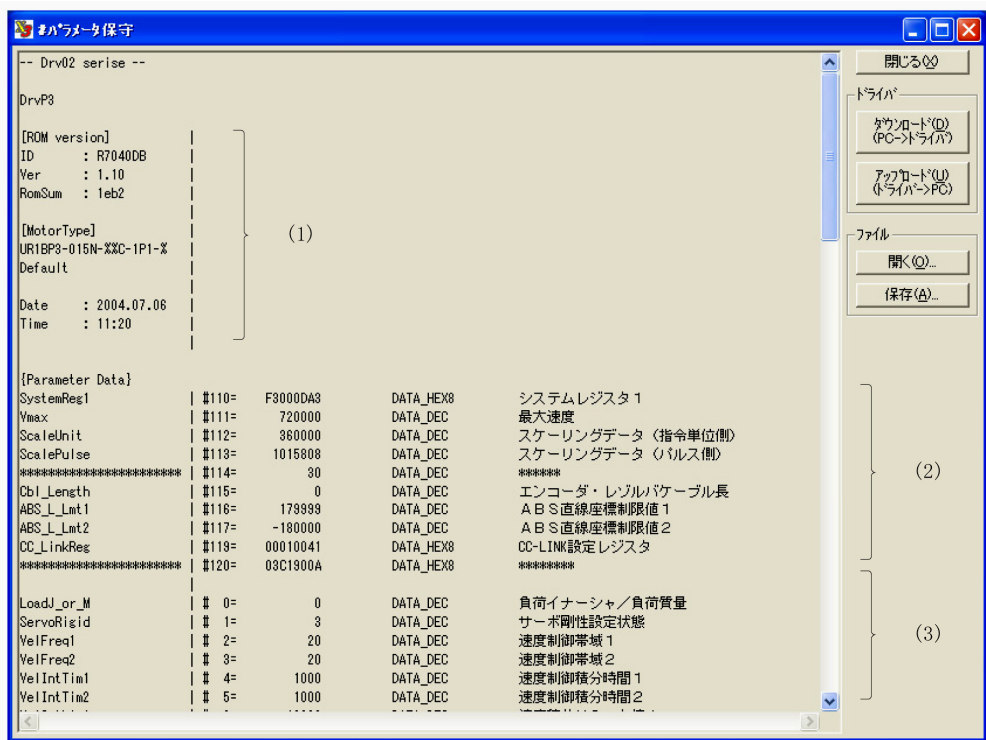 #ﾊﾟﾗﾒｰﾀ保守
-- Drv02 serise --
DrvP3
[ROM version] |
ID : R7040DB |
Ver : 1.10 |
RomSum : 1eb2 |
|
[MotorType] |
UR1BP3-015N-%%C-1P1-% |
Default |
|
Date : 2004.07.06 |
Time : 11:20 |
|
(1)
{Parameter Data}
SystemReg1 | #110= F3000DA3 DATA_HEX8 システムレジスタ1
Vmax | #111= 720000 DATA_DEC 最大速度
ScaleUnit | #112= 360000 DATA_DEC スケーリングデータ（指令単位側）
ScalePulse | #113= 1015808 DATA_DEC スケーリングデータ（パルス側）
************************ | #114= 30 DATA_DEC ******
Cbl_Length | #115= 0 DATA_DEC エンコーダ・レゾルバケーブル長
ABS_L_Lmt1 | #116= 179999 DATA_DEC ＡＢＳ直線座標制限値1
ABS_L_Lmt2 | #117= -180000 DATA_DEC ＡＢＳ直線座標制限値2
CC_LinkReg | #119= 00010041 DATA_HEX8 CC-LINK設定レジスタ
************************ | #120= 03C1900A DATA_HEX8 ********
(2)
|
LoadJ_or_M | # 0= 0 DATA_DEC 負荷イナーシャ／負荷質量
ServoRigid | # 1= 3 DATA_DEC サーボ剛性設定状態
VelFreq1 | # 2= 20 DATA_DEC 速度制御帯域1
VelFreq2 | # 3= 20 DATA_DEC 速度制御帯域2
VelIntTim1 | # 4= 1000 DATA_DEC 速度制御積分時間1
VelIntTim2 | # 5= 1000 DATA_DEC 速度制御積分時間2
(3)
閉じる(X)
ﾄﾞﾗｲﾊﾞ
ﾀﾞｳﾝﾛｰﾄﾞ(D)
(PC->ﾄﾞﾗｲﾊﾞ)
ｱｯﾌﾟﾛｰﾄﾞ(U)
(ﾄﾞﾗｲﾊﾞ->PC)
ﾌｧｲﾙ
開く(O)...
保存(A)...